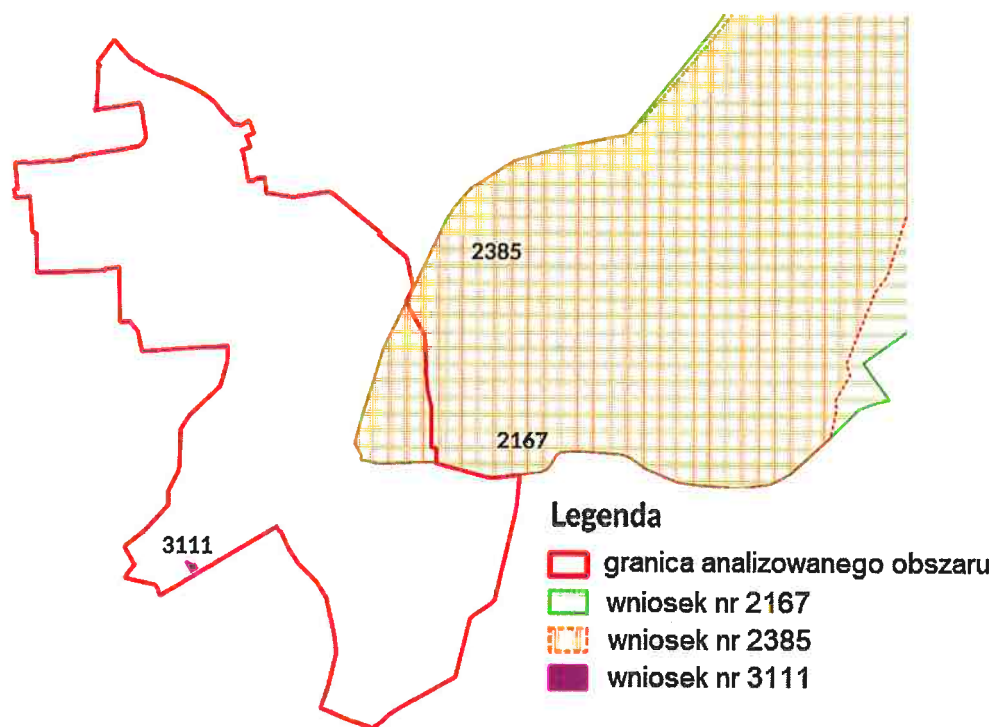 2385
2167
3111
Legenda
granica analizowanego obszaru
wniosek nr 2167
wniosek nr 2385
wniosek nr 3111